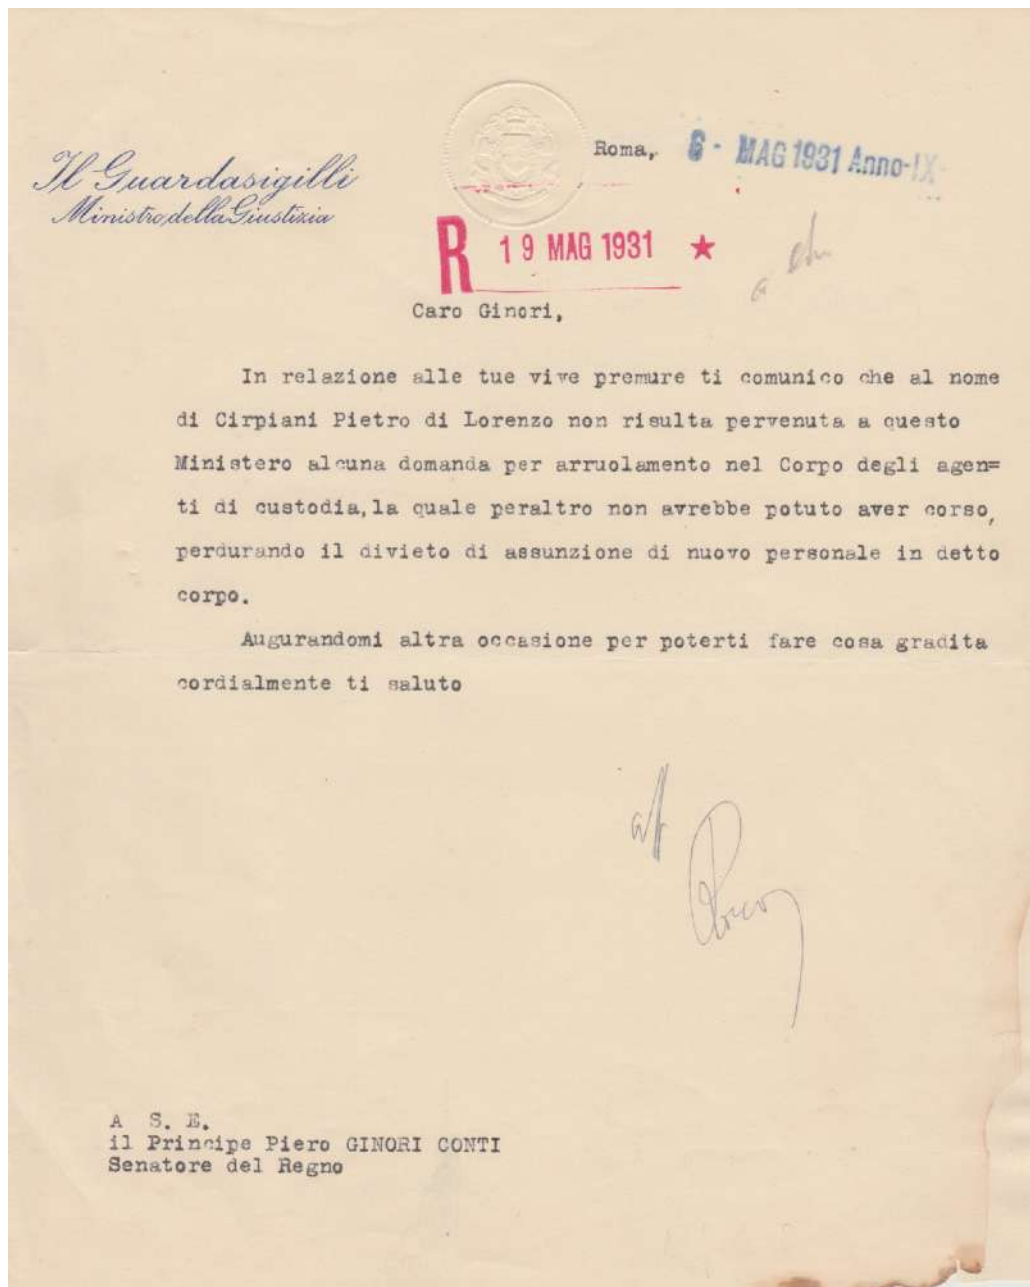 Il Guardasigilli
Ministro della Giustizia
Roma, 6 - MAG 1931 Anno-IX
R 19 MAG 1931 ★
Caro Ginori,
In relazione alle tue vive premure ti comunico che al nome
di Cirpiani Pietro di Lorenzo non risulta pervenuta a questo
Ministero alcuna domanda per arruolamento nel Corpo degli agen=
ti di custodia, la quale peraltro non avrebbe potuto aver corso,
perdurando il divieto di assunzione di nuovo personale in detto
corpo.
Augurandomi altra occasione per poterti fare cosa gradita
cordialmente ti saluto
Rocco
A S. E.
il Principe Piero GINORI CONTI
Senatore del Regno